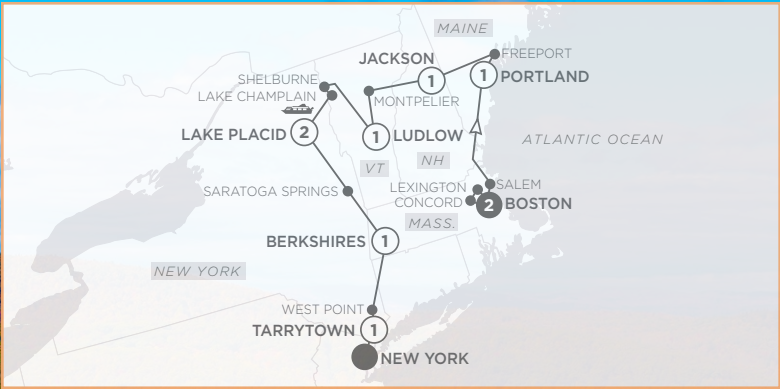 MAINE
FREEPORT
JACKSON
1
1
PORTLAND
SHELBURNE
LAKE CHAMPLAIN
MONTPELIER
LAKE PLACID
2
1
LUDLOW
ATLANTIC OCEAN
VT
NH
SARATOGA SPRINGS
LEXINGTON
SALEM
CONCORD
2
BOSTON
MASS.
BERKSHIRES
1
NEW YORK
WEST POINT
TARRYTOWN
1
NEW YORK